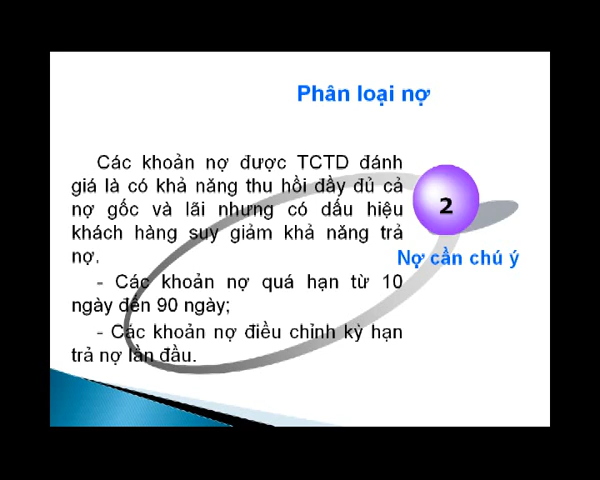 Phân loại nợ
Các khoản nợ được TCTD đánh
giá là có khả năng thu hồi đầy đủ cả
nợ gốc và lãi nhưng có dấu hiệu
khách hàng suy giảm khả năng trả
nợ.
- Các khoản nợ quá hạn từ 10
ngày đến 90 ngày;
- Các khoản nợ điều chỉnh kỳ hạn
trả nợ lần đầu.
2
Nợ cần chú ý